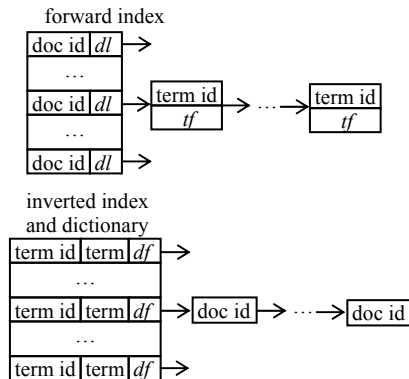 forward index
doc id dl
...
doc id dl term id ... term id
tf tf
...
doc id dl
inverted index
and dictionary
term id term df
...
term id term df doc id ... doc id
...
term id term df